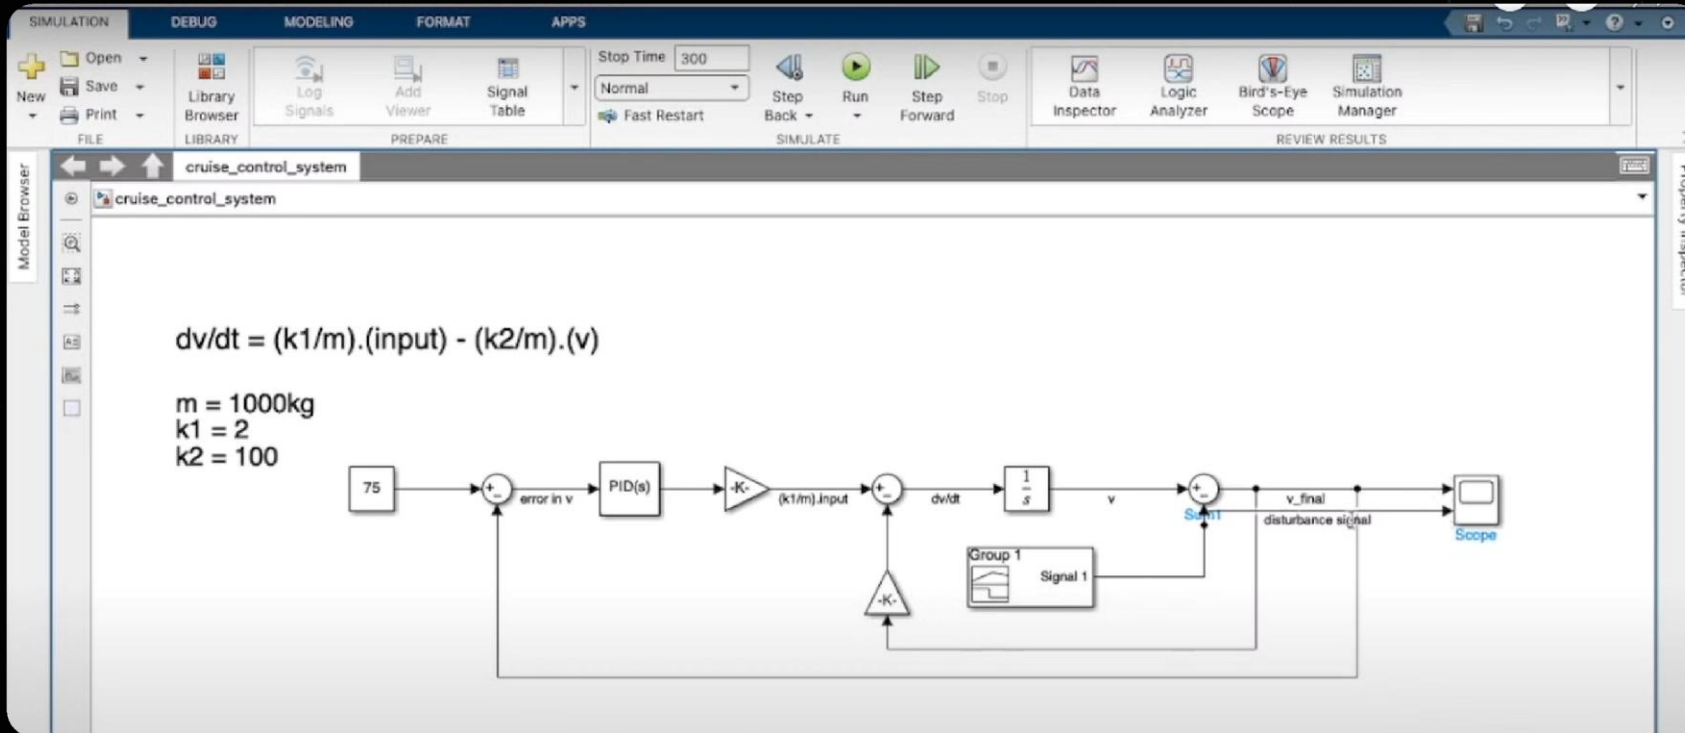 SIMULATION DEBUG MODELING FORMAT APPS
New
Open
Save
Print
FILE
Library Browser
LIBRARY
Log Signals
Add Viewer
Signal Table
PREPARE
Stop Time 300
Normal
Fast Restart
Step Back
Run
Step Forward
Stop
SIMULATE
Data Inspector
Logic Analyzer
Bird's-Eye Scope
Simulation Manager
REVIEW RESULTS
Model Browser
cruise_control_system
cruise_control_system
dv/dt = (k1/m).(input) - (k2/m).(v)
m = 1000kg
k1 = 2
k2 = 100
75
error in v
PID(s)
-K-
(k1/m).input
dv/dt
1
s
v
Sum1
v_final
disturbance signal
Scope
Group 1
Signal 1
-K-